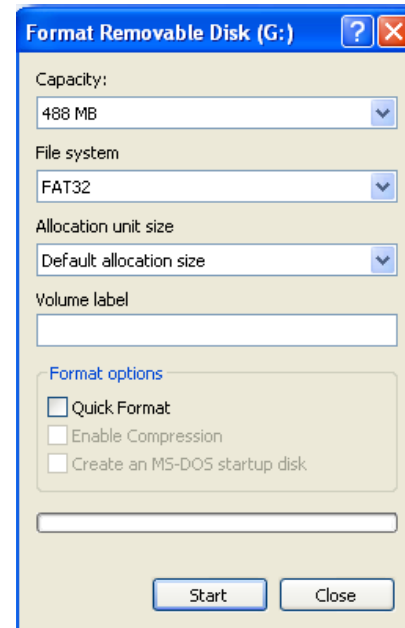 Format Removable Disk (G:)
Capacity:
488 MB
File system
FAT32
Allocation unit size
Default allocation size
Volume label
Format options
Quick Format
Enable Compression
Create an MS-DOS startup disk
Start
Close